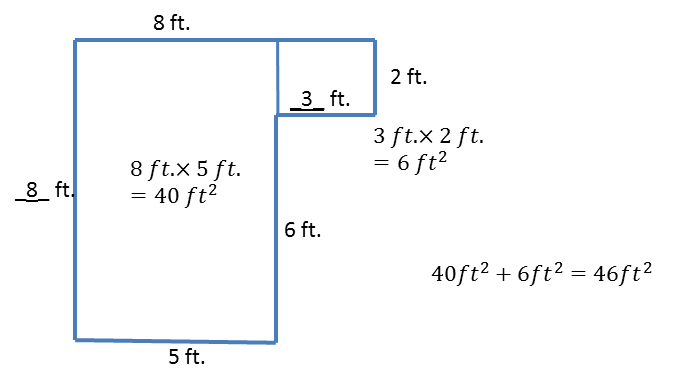 8 ft.
2 ft.
_3_ ft.
3 ft.× 2 ft.
= 6 ft²
8 ft.× 5 ft.
= 40 ft²
_8_ ft.
6 ft.
40ft² + 6ft² = 46ft²
5 ft.